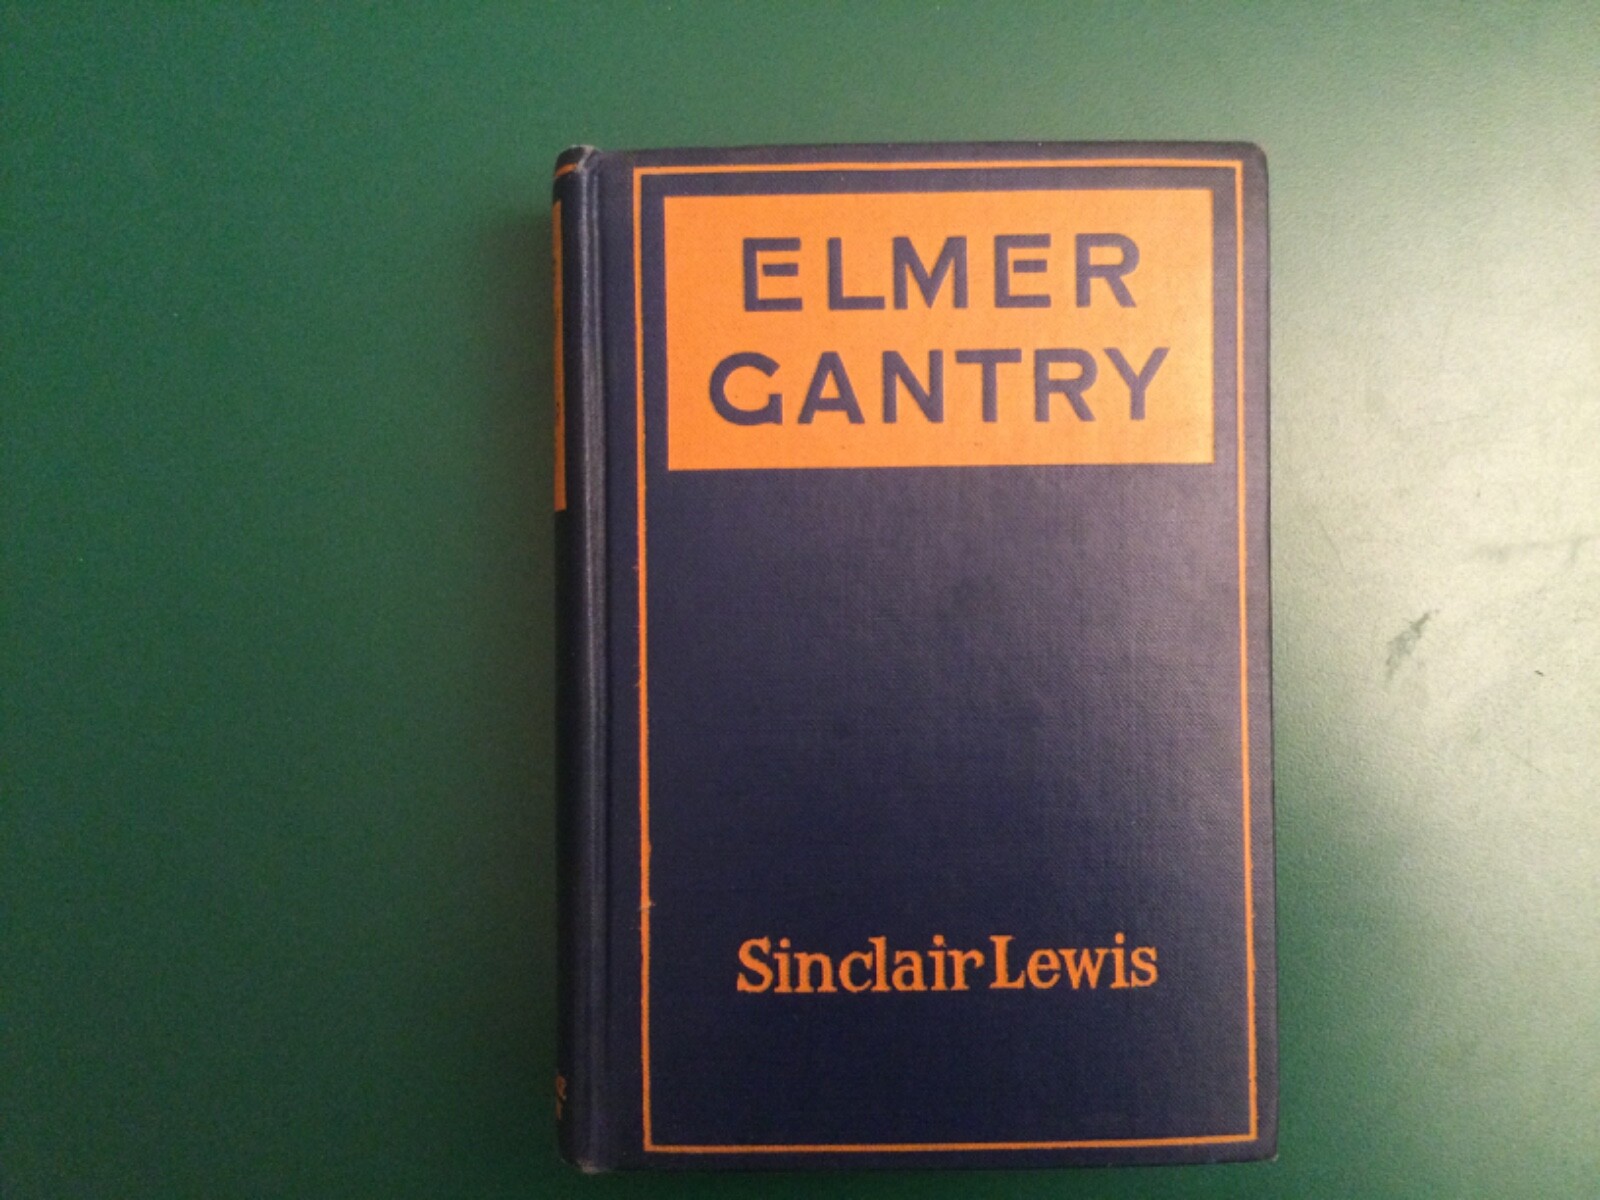 ELMER
GANTRY
Sinclair Lewis